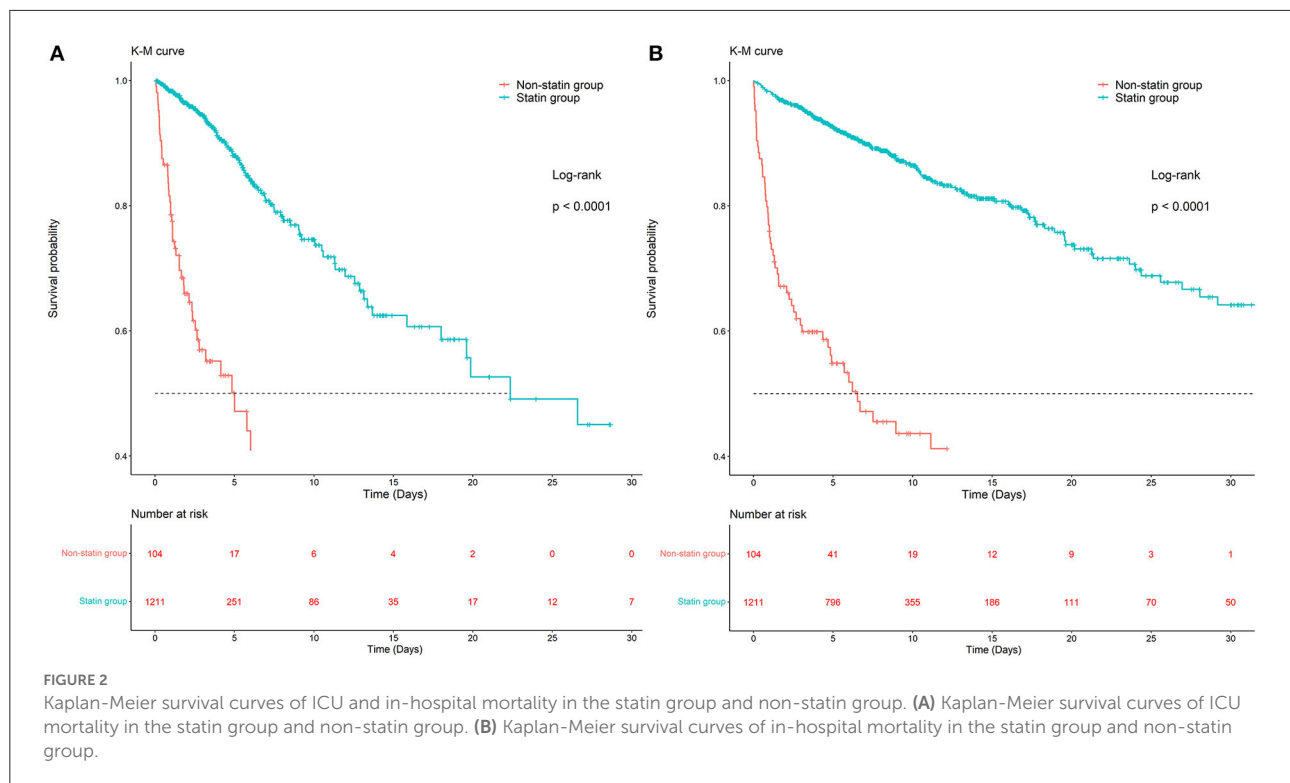 A
K-M curve
Non-statin group
Statin group
Log-rank
p < 0.0001
Survival probability
1.0
0.8
0.6
0.4
0 5 10 15 20 25 30
Time (Days)
Number at risk
Non-statin group 104 17 6 4 2 0 0
Statin group 1211 251 86 35 17 12 7
0 5 10 15 20 25 30
Time (Days)
B
K-M curve
Non-statin group
Statin group
Log-rank
p < 0.0001
Survival probability
1.0
0.8
0.6
0.4
0 5 10 15 20 25 30
Time (Days)
Number at risk
Non-statin group 104 41 19 12 9 3 1
Statin group 1211 796 355 186 111 70 50
0 5 10 15 20 25 30
Time (Days)
FIGURE 2
Kaplan-Meier survival curves of ICU and in-hospital mortality in the statin group and non-statin group. (A) Kaplan-Meier survival curves of ICU
mortality in the statin group and non-statin group. (B) Kaplan-Meier survival curves of in-hospital mortality in the statin group and non-statin
group.